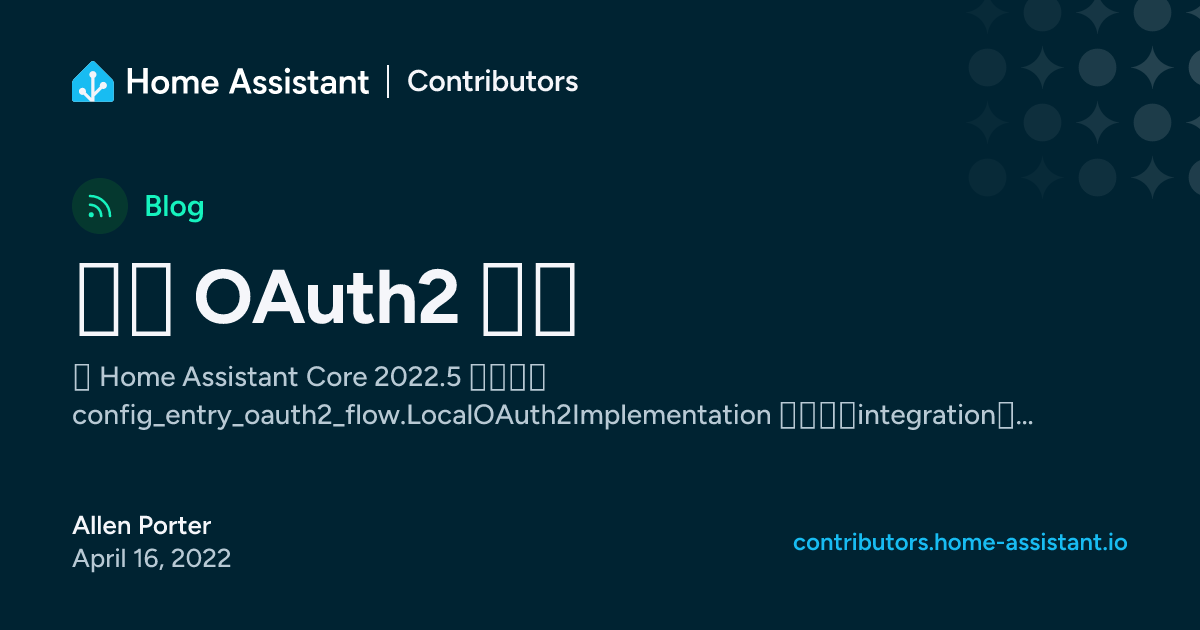 Home Assistant | Contributors
Blog
OAuth2
Home Assistant Core 2022.5
config_entry_oauth2_flow.LocalOAuth2Implementation integration ...
Allen Porter
April 16, 2022
contributors.home-assistant.io